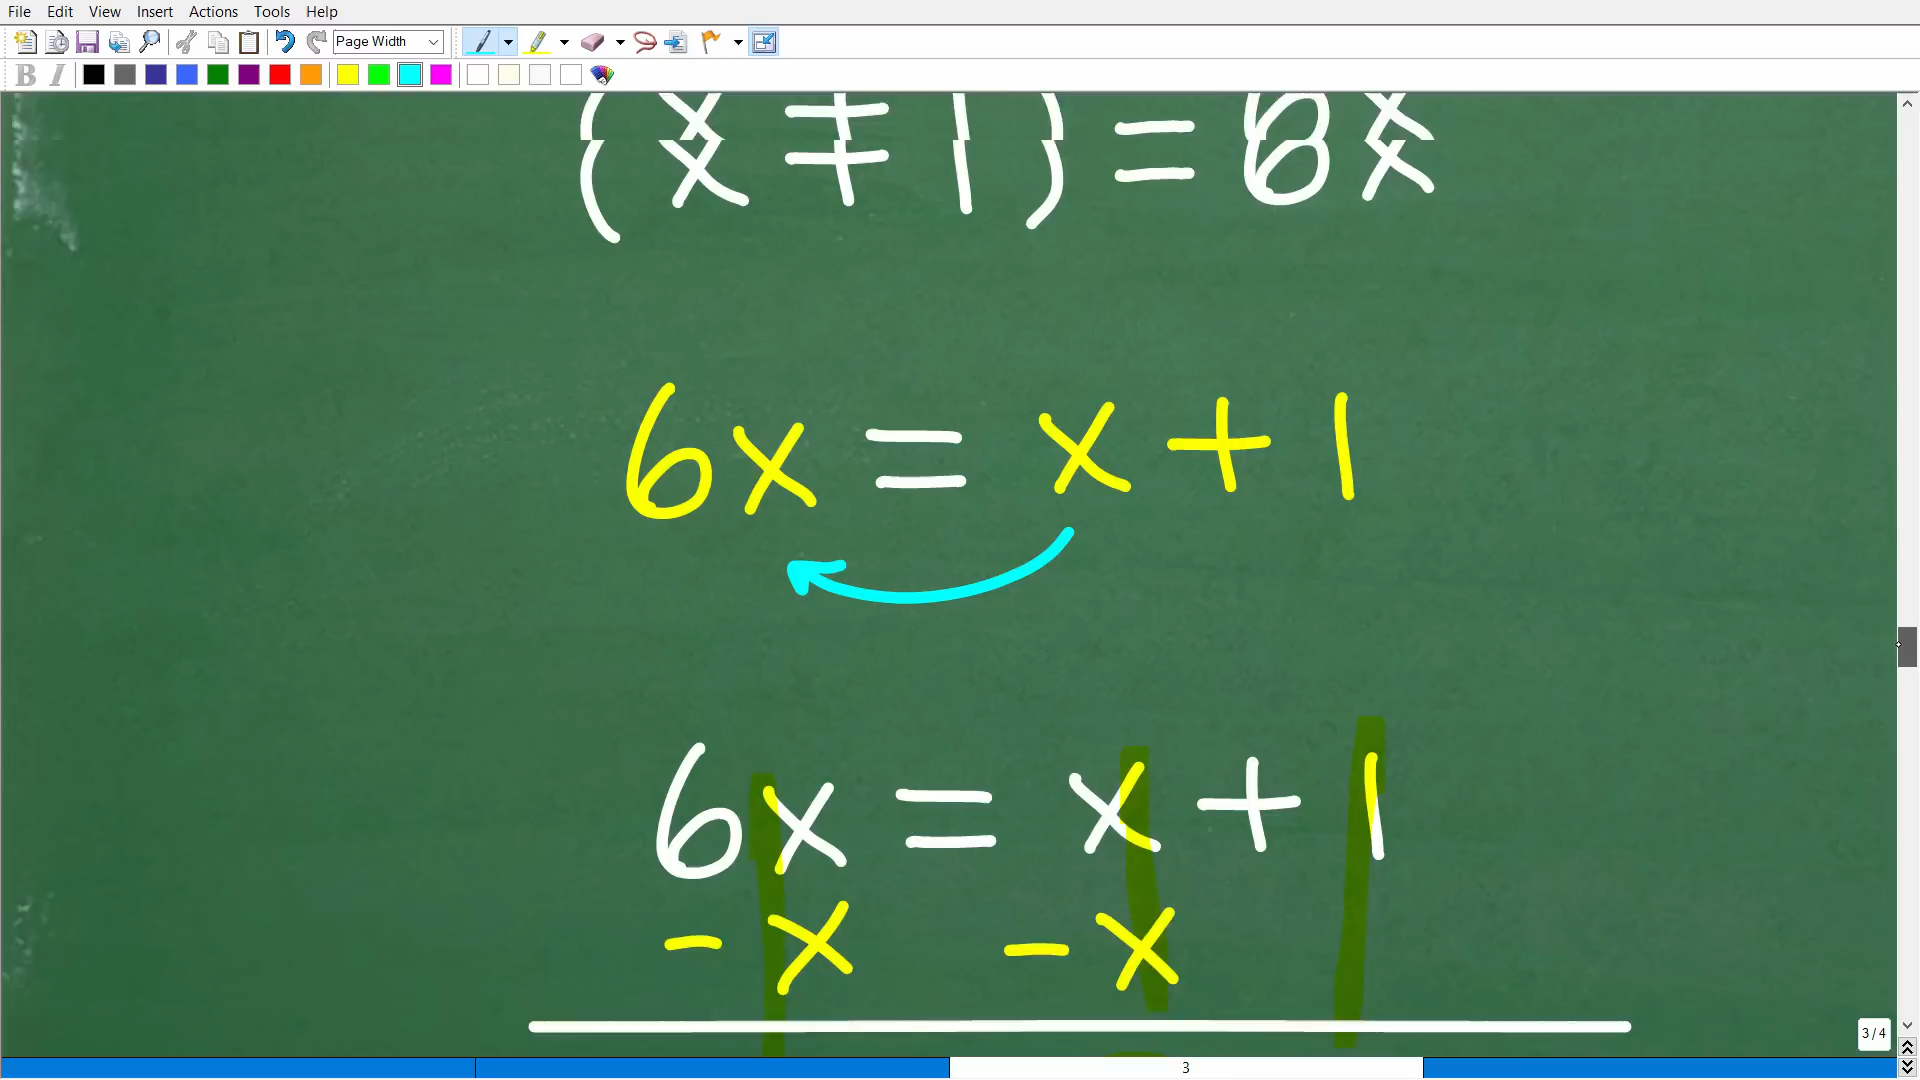 File Edit View Insert Actions Tools Help
Page Width
B I
(x + 1) = 6x
6x = x + 1
6x = x + 1
- x - x
3 / 4
3